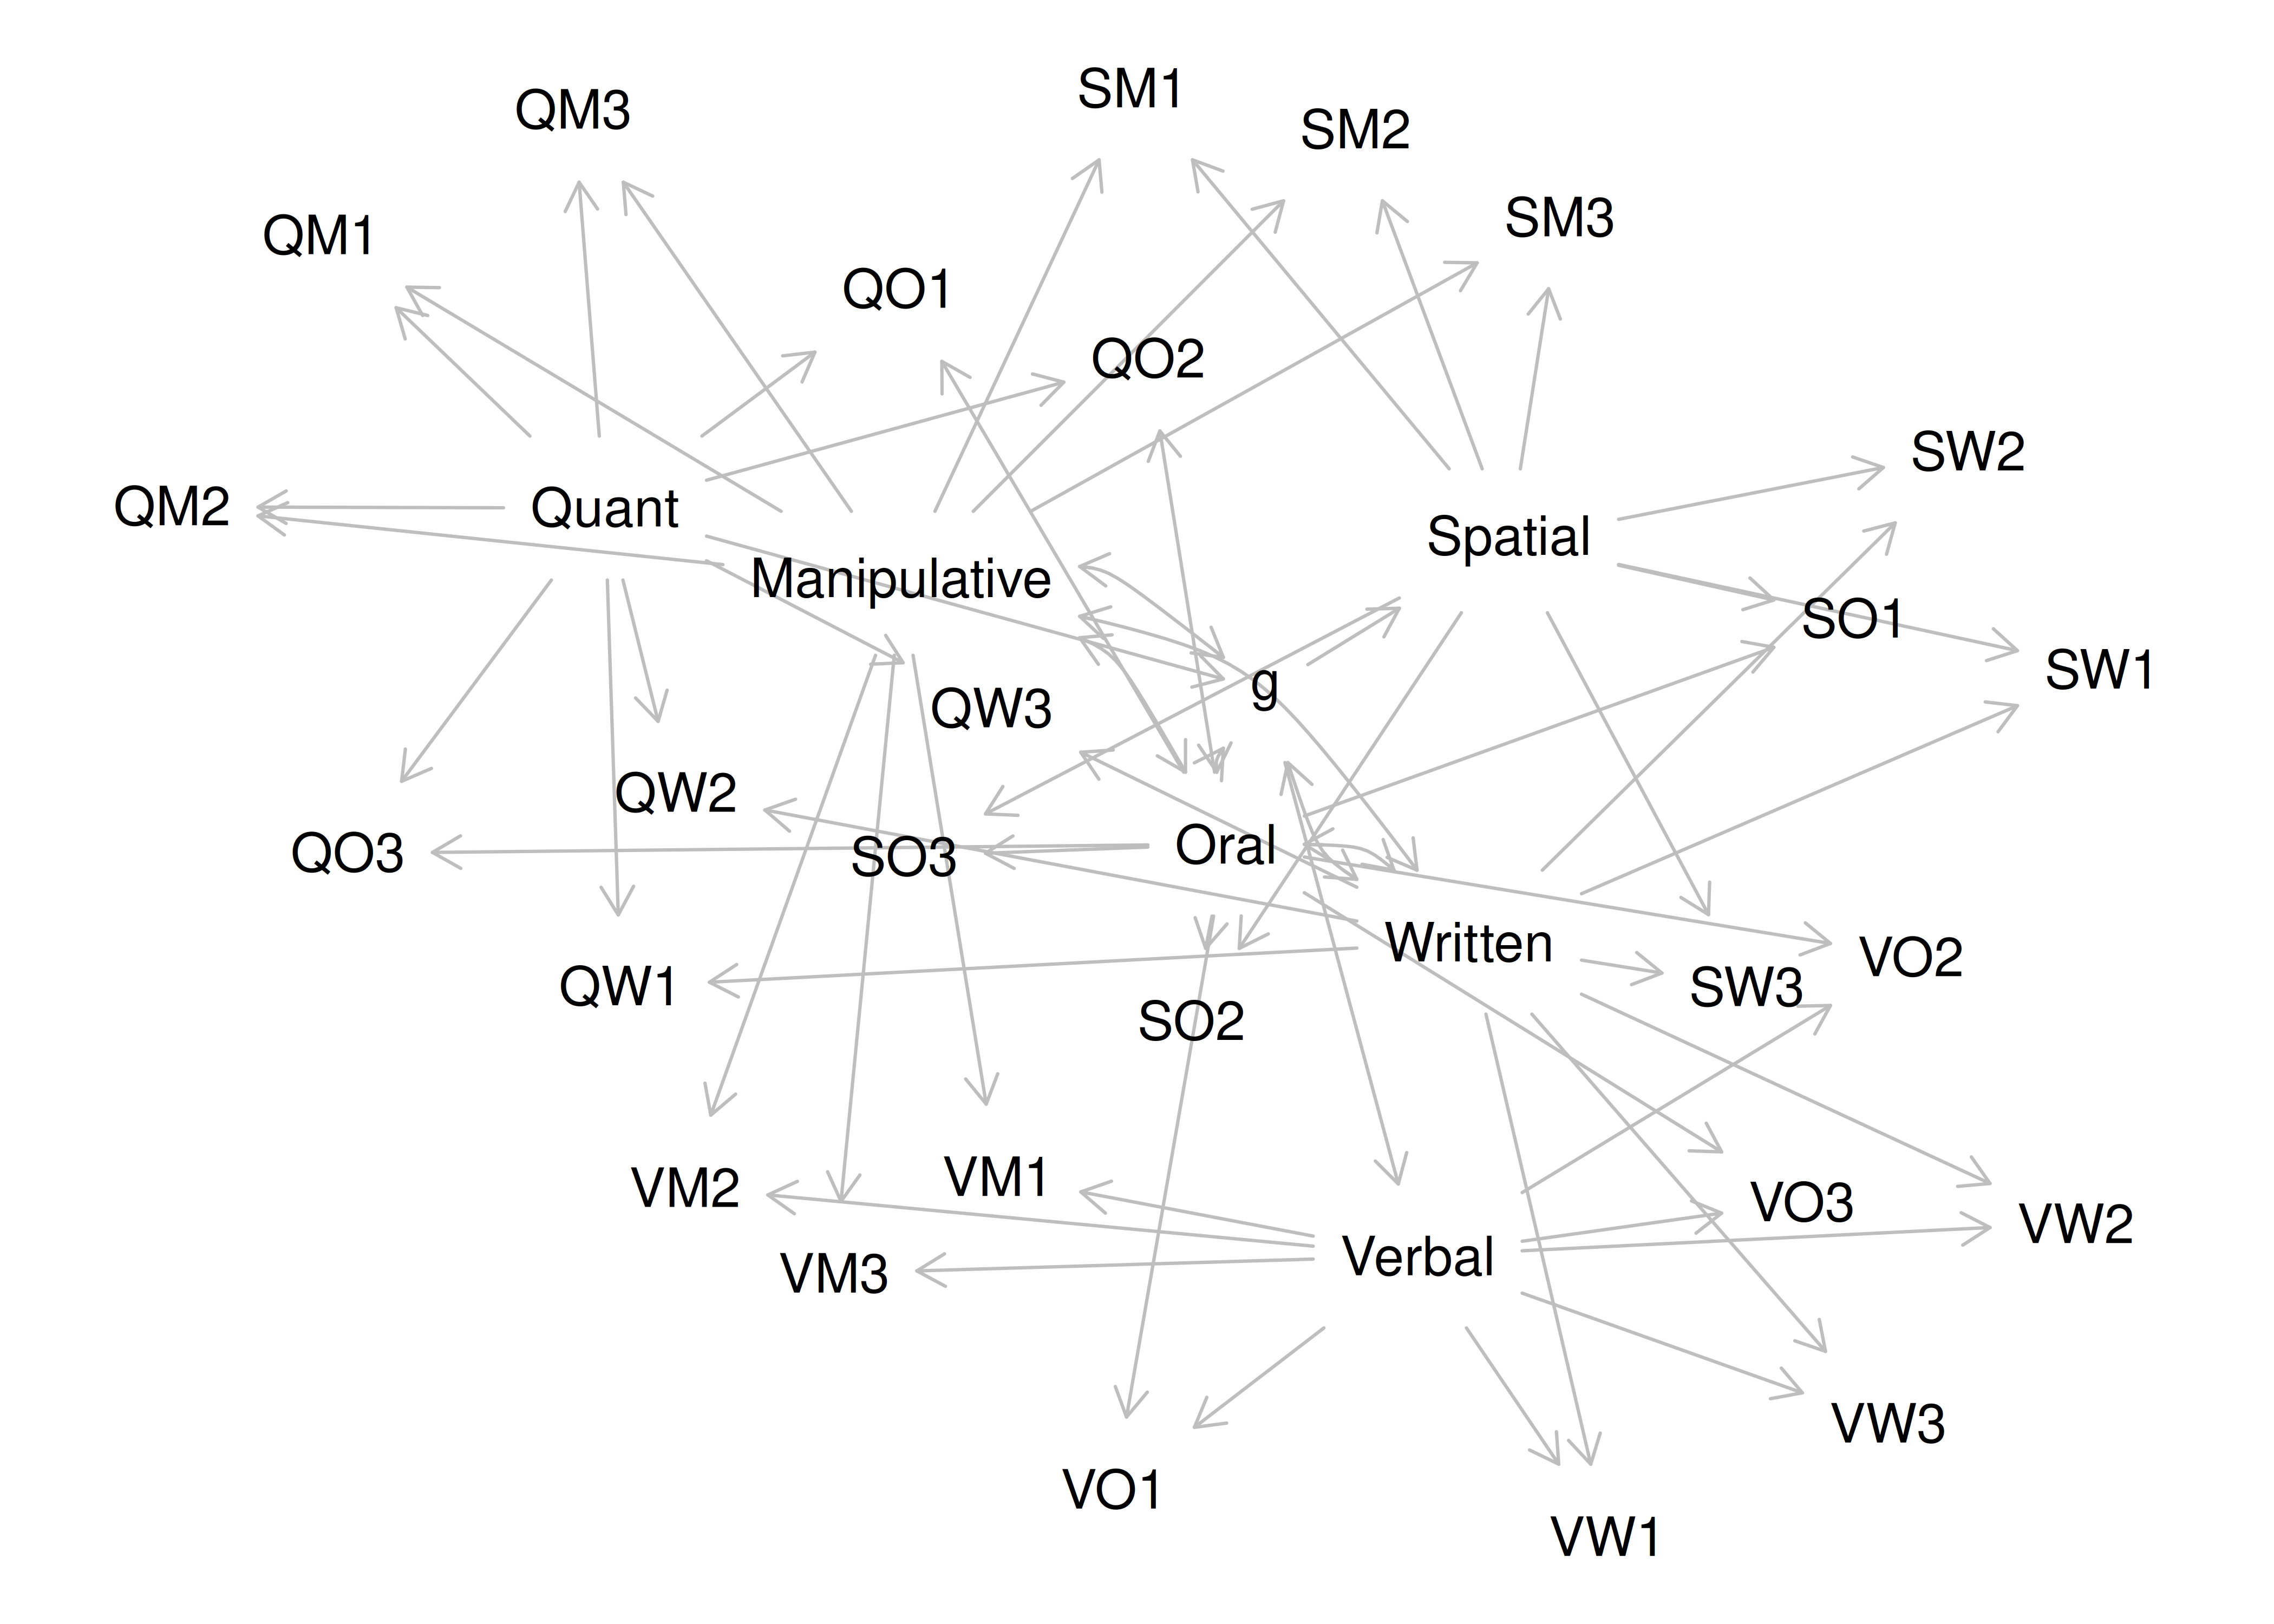 SM1
QM3
SM2
SM3
QM1
QO1
QO2
SW2
QM2
Quant
Spatial
Manipulative
SO1
SW1
g
QW3
QW2
Oral
QO3
SO3
Written
VO2
QW1
SW3
SO2
VM1
VM2
VO3
VW2
Verbal
VM3
VW3
VO1
VW1